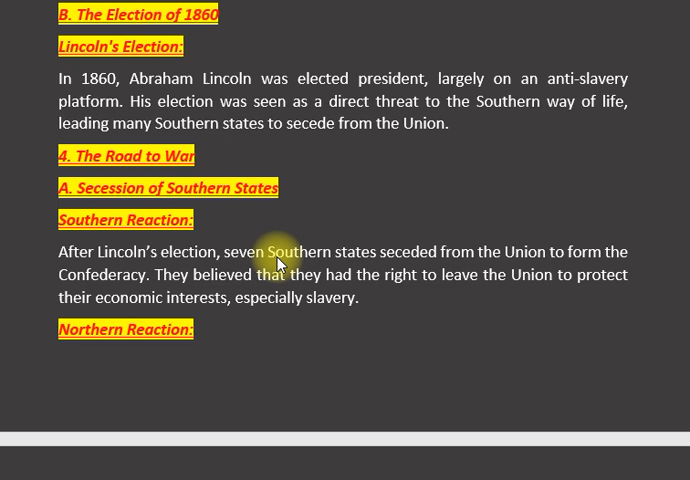 B. The Election of 1860
Lincoln's Election:
In 1860, Abraham Lincoln was elected president, largely on an anti-slavery
platform. His election was seen as a direct threat to the Southern way of life,
leading many Southern states to secede from the Union.
4. The Road to War
A. Secession of Southern States
Southern Reaction:
After Lincoln’s election, seven Southern states seceded from the Union to form the
Confederacy. They believed that they had the right to leave the Union to protect
their economic interests, especially slavery.
Northern Reaction: